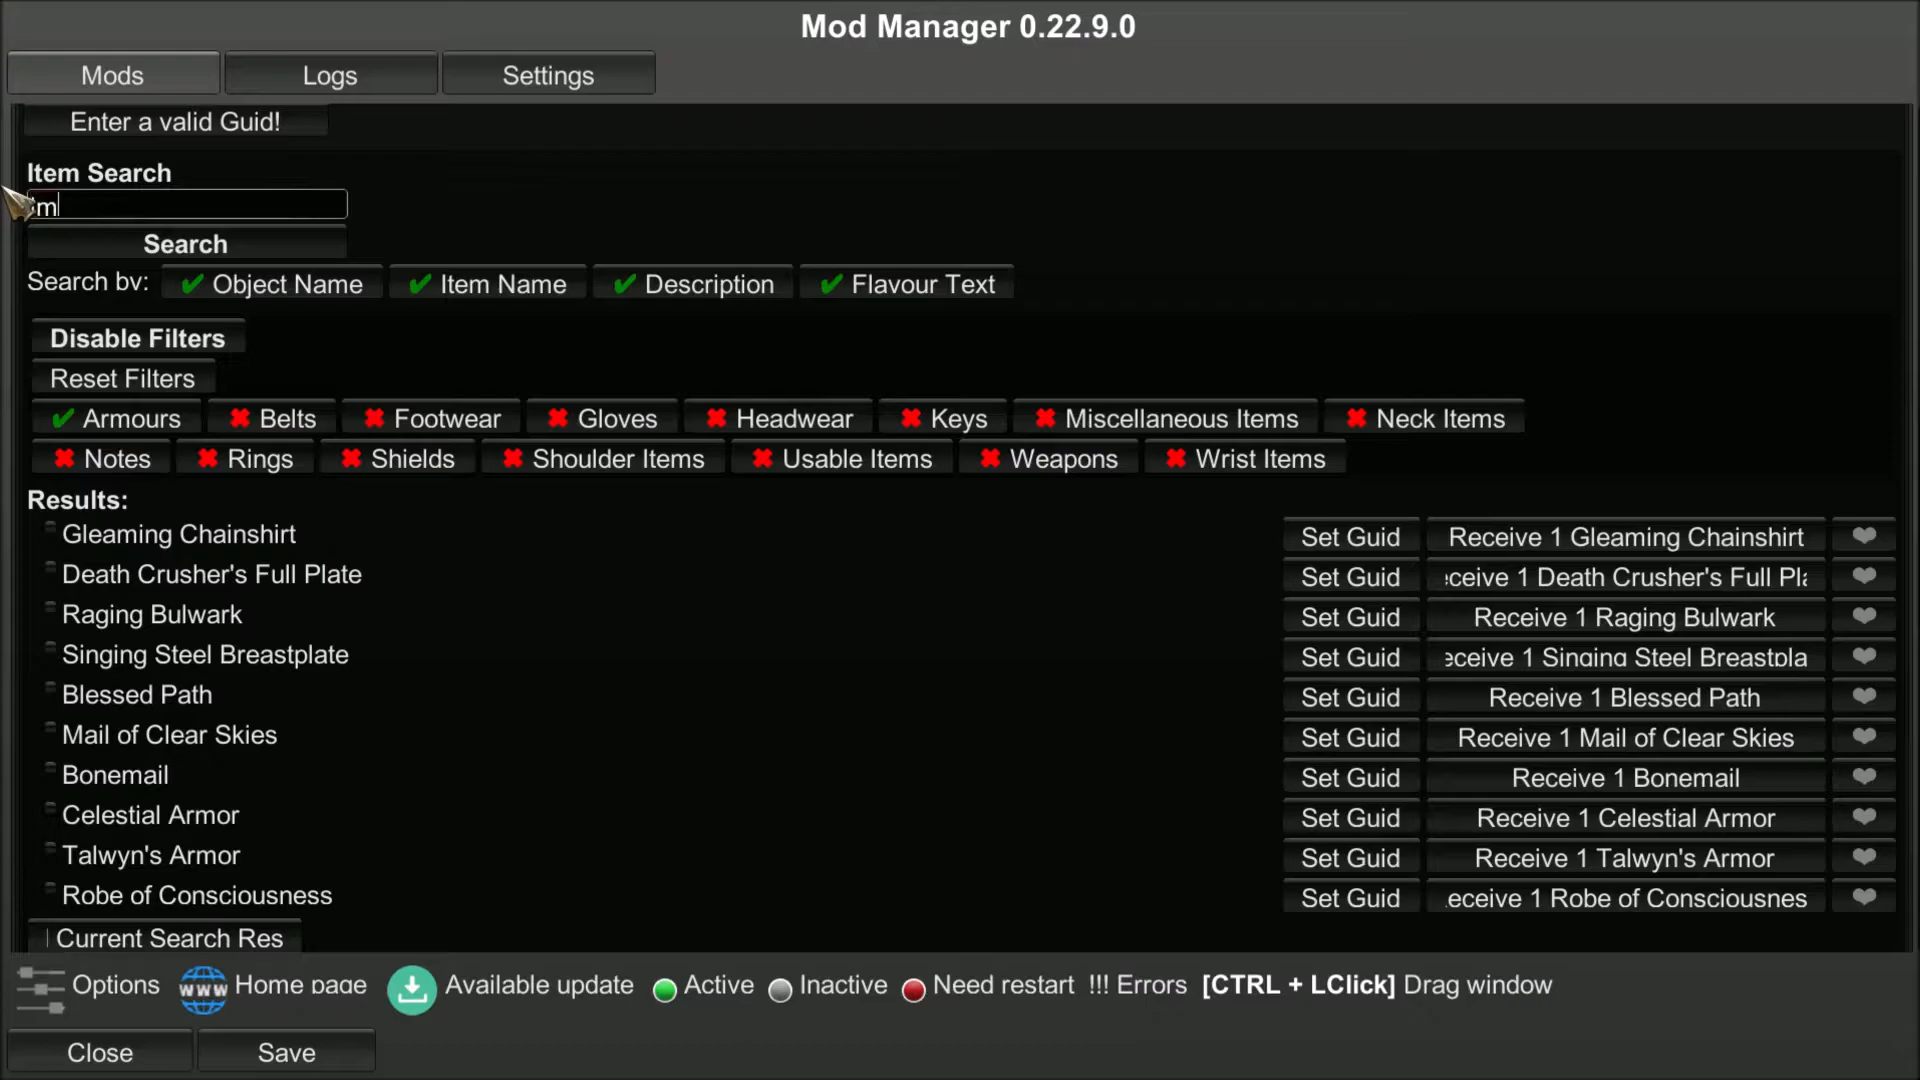 Mod Manager 0.22.9.0
Mods Logs Settings
Enter a valid Guid!
Item Search
m
Search
Search by: ✔ Object Name ✔ Item Name ✔ Description ✔ Flavour Text
Disable Filters
Reset Filters
✔ Armours ✖ Belts ✖ Footwear ✖ Gloves ✖ Headwear ✖ Keys ✖ Miscellaneous Items ✖ Neck Items
✖ Notes ✖ Rings ✖ Shields ✖ Shoulder Items ✖ Usable Items ✖ Weapons ✖ Wrist Items
Results:
Gleaming Chainshirt Set Guid Receive 1 Gleaming Chainshirt
Death Crusher's Full Plate Set Guid eceive 1 Death Crusher's Full Pla
Raging Bulwark Set Guid Receive 1 Raging Bulwark
Singing Steel Breastplate Set Guid eceive 1 Singing Steel Breastpla
Blessed Path Set Guid Receive 1 Blessed Path
Mail of Clear Skies Set Guid Receive 1 Mail of Clear Skies
Bonemail Set Guid Receive 1 Bonemail
Celestial Armor Set Guid Receive 1 Celestial Armor
Talwyn's Armor Set Guid Receive 1 Talwyn's Armor
Robe of Consciousness Set Guid eceive 1 Robe of Consciousnes
Current Search Res
Options www Home page Available update Active Inactive Need restart !!! Errors [CTRL + LClick] Drag window
Close Save